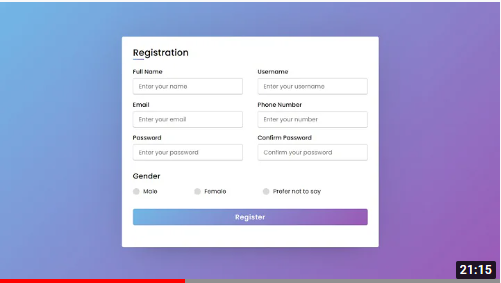 Registration
Full Name
Username
Enter your name
Enter your username
Email
Phone Number
Enter your email
Enter your number
Password
Confirm Password
Enter your password
Confirm your password
Gender
Male
Female
Prefer not to say
Register
21:15